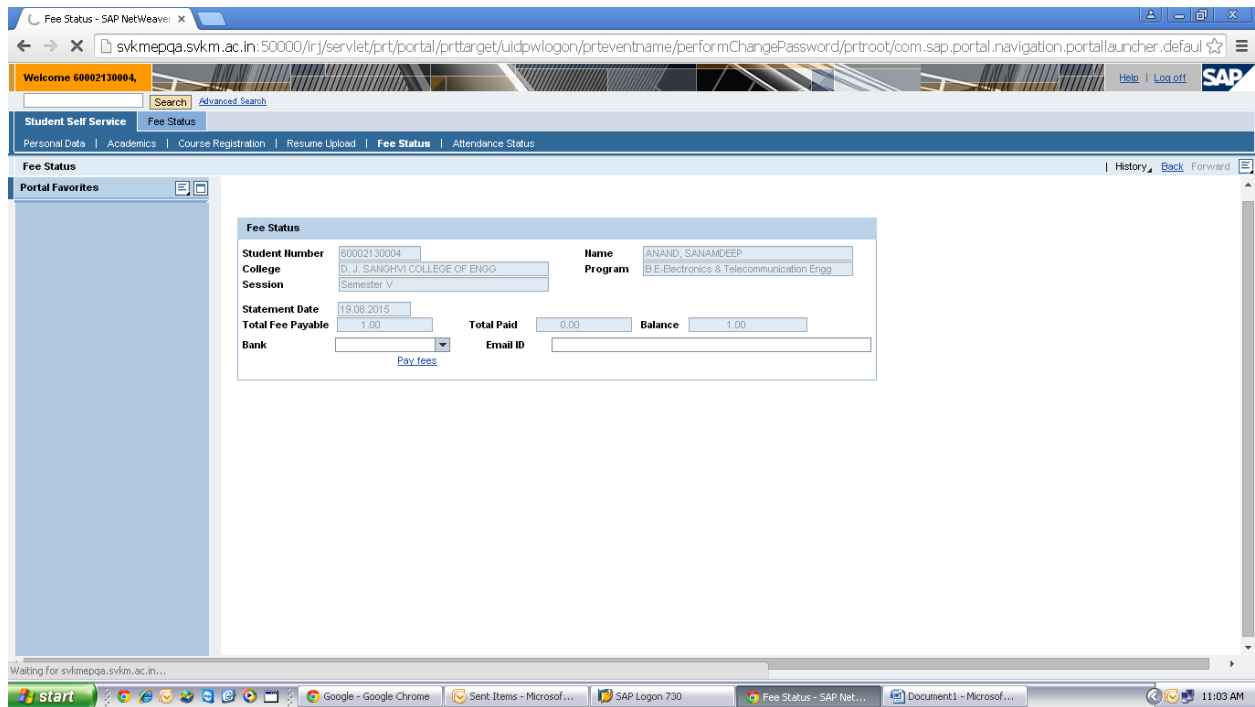 Fee Status - SAP NetWeaver
svkmepqa.svkm.ac.in:50000/irj/servlet/prt/portal/prttarget/uidpwlogon/prteventname/performChangePassword/prtroot/com.sap.portal.navigation.portallauncher.defaul
Welcome 60002130004, Help | Log off SAP
Search Advanced Search
Student Self Service Fee Status
Personal Data | Academics | Course Registration | Resume Upload | Fee Status | Attendance Status
Fee Status | History Back Forward
Portal Favorites
Fee Status
Student Number 60002130004 Name ANAND, SANAMDEEP
College D. J. SANGHVI COLLEGE OF ENGG. Program B.E-Electronics & Telecommunication Engg
Session Semester V
Statement Date 19.08.2015
Total Fee Payable 1.00 Total Paid 0.00 Balance 1.00
Bank Email ID
Pay fees
Waiting for svkmepqa.svkm.ac.in...
start Google - Google Chrome Sent Items - Microsof... SAP Logon 730 Fee Status - SAP Net... Document1 - Microsof... 11:03 AM